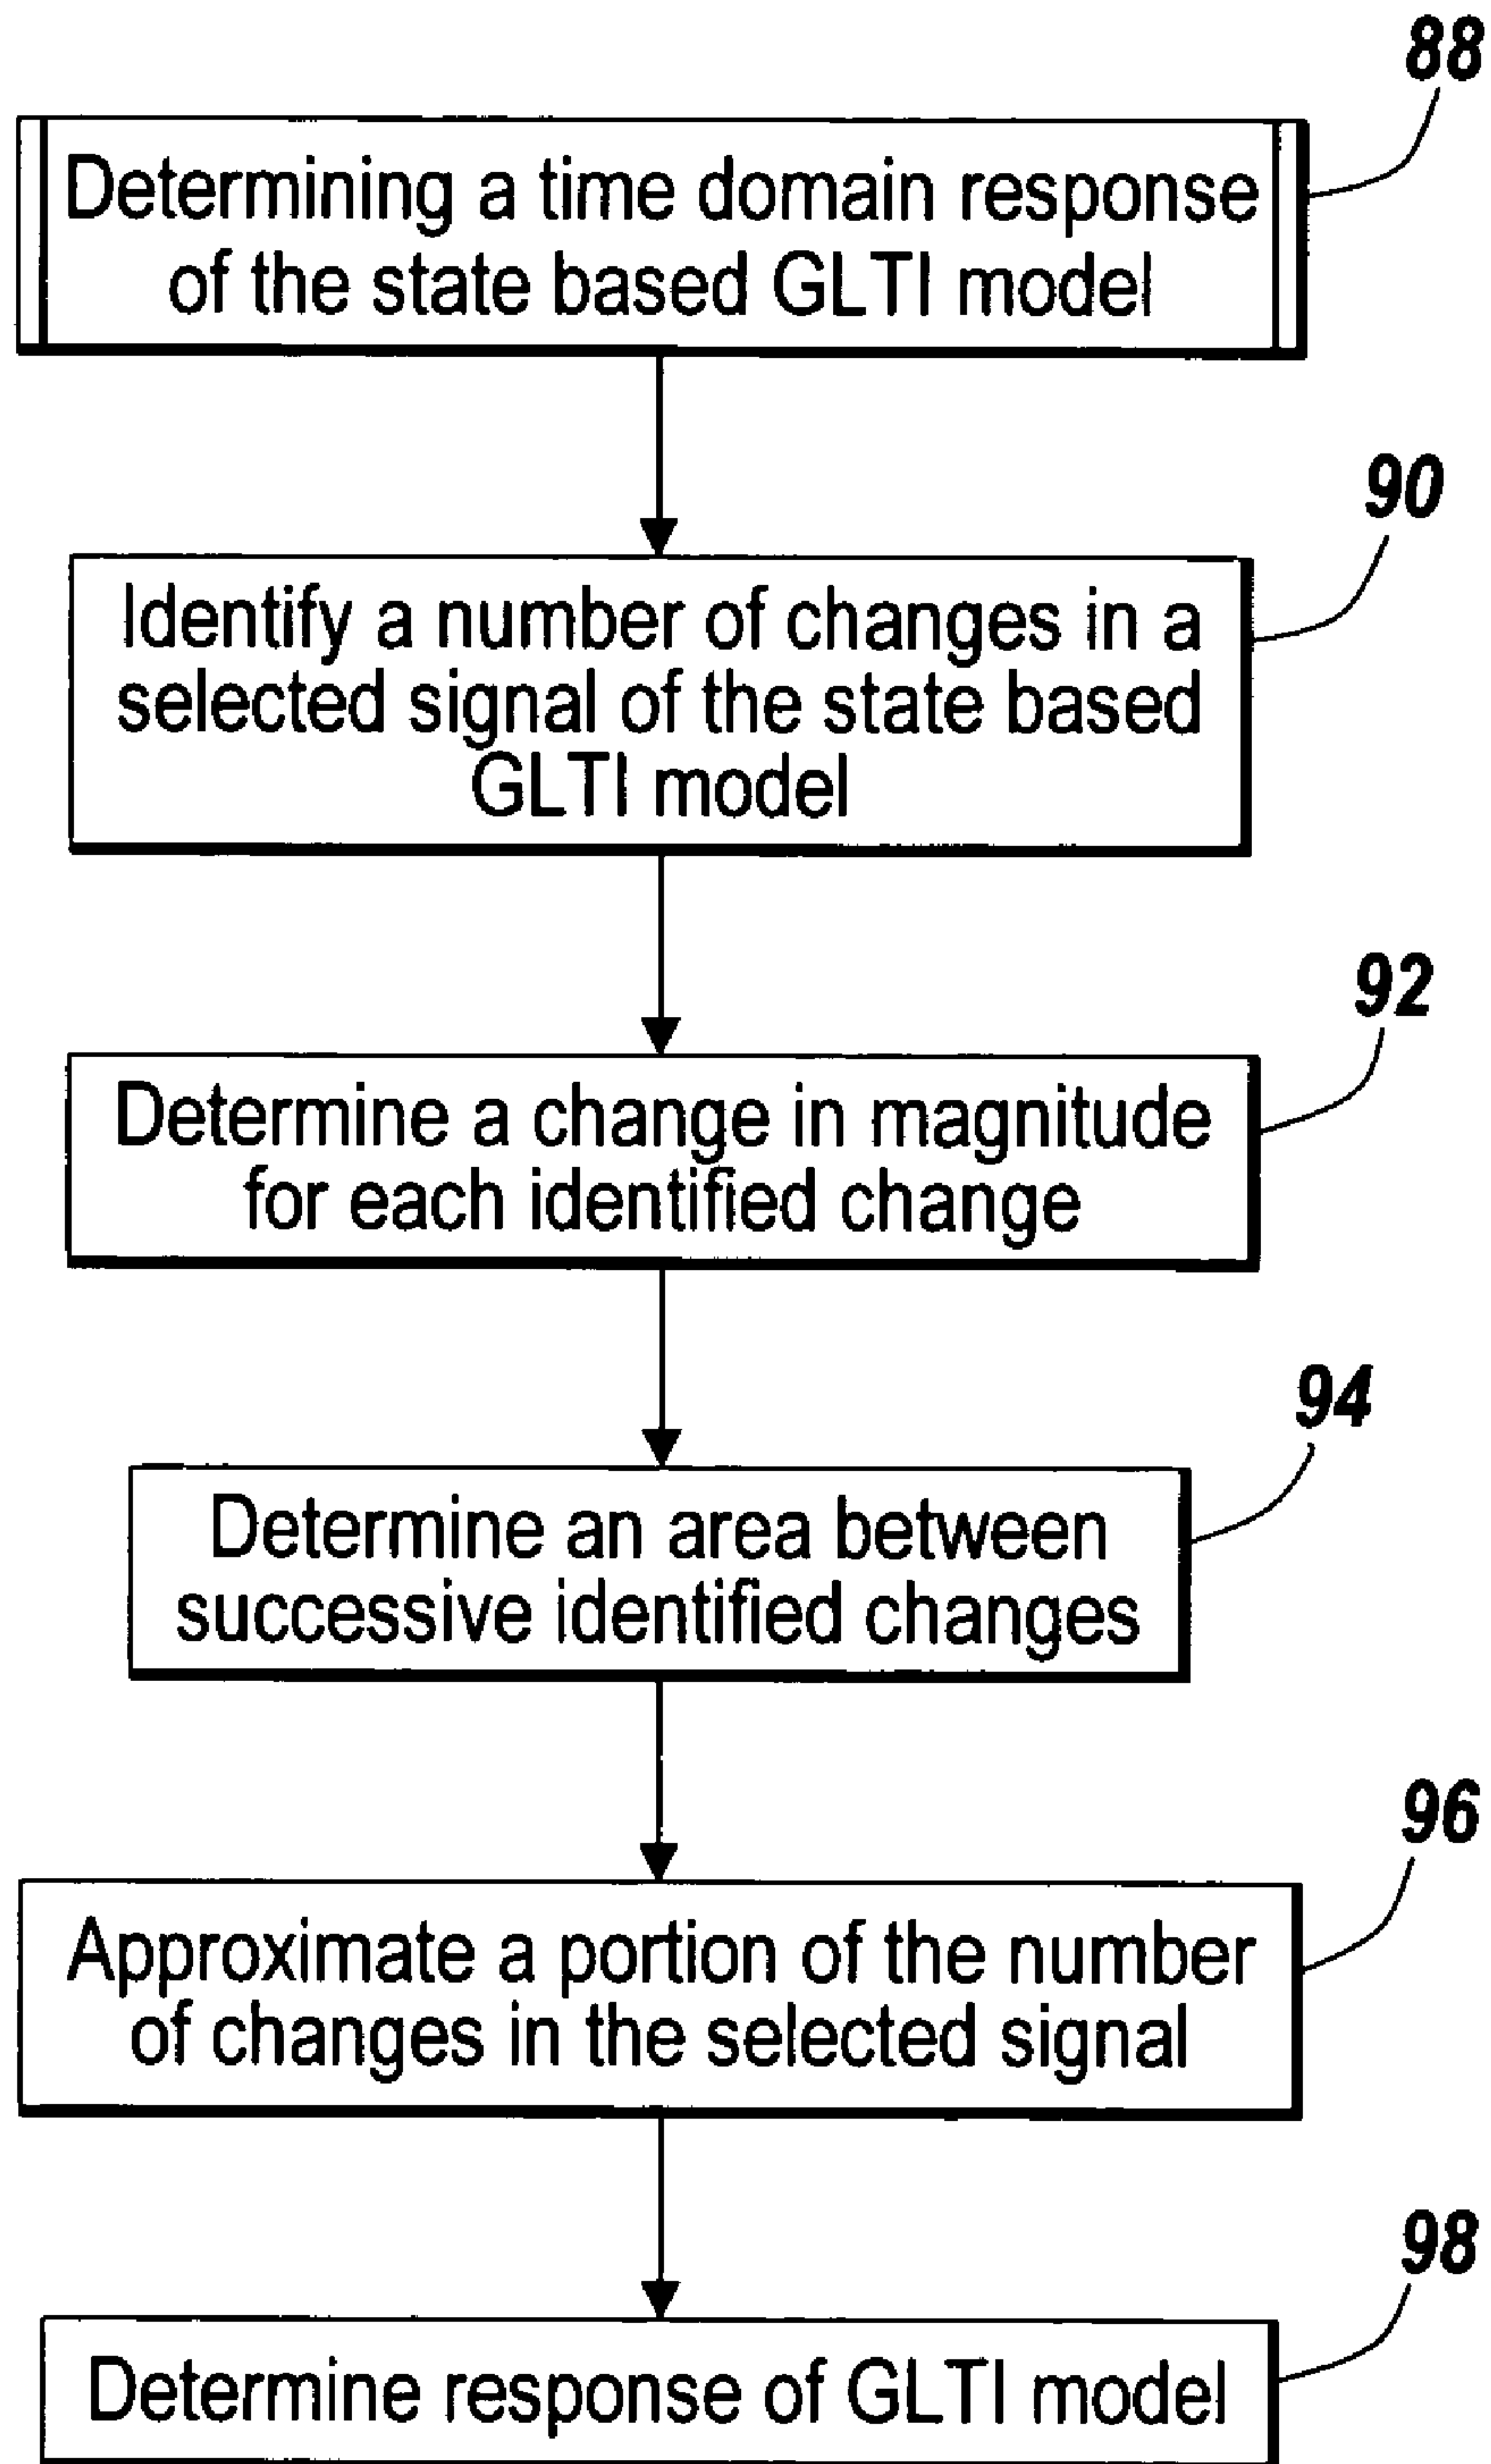 88
Determining a time domain response
of the state based GLTI model
90
Identify a number of changes in a
selected signal of the state based
GLTI model
92
Determine a change in magnitude
for each identified change
94
Determine an area between
successive identified changes
96
Approximate a portion of the number
of changes in the selected signal
98
Determine response of GLTI model